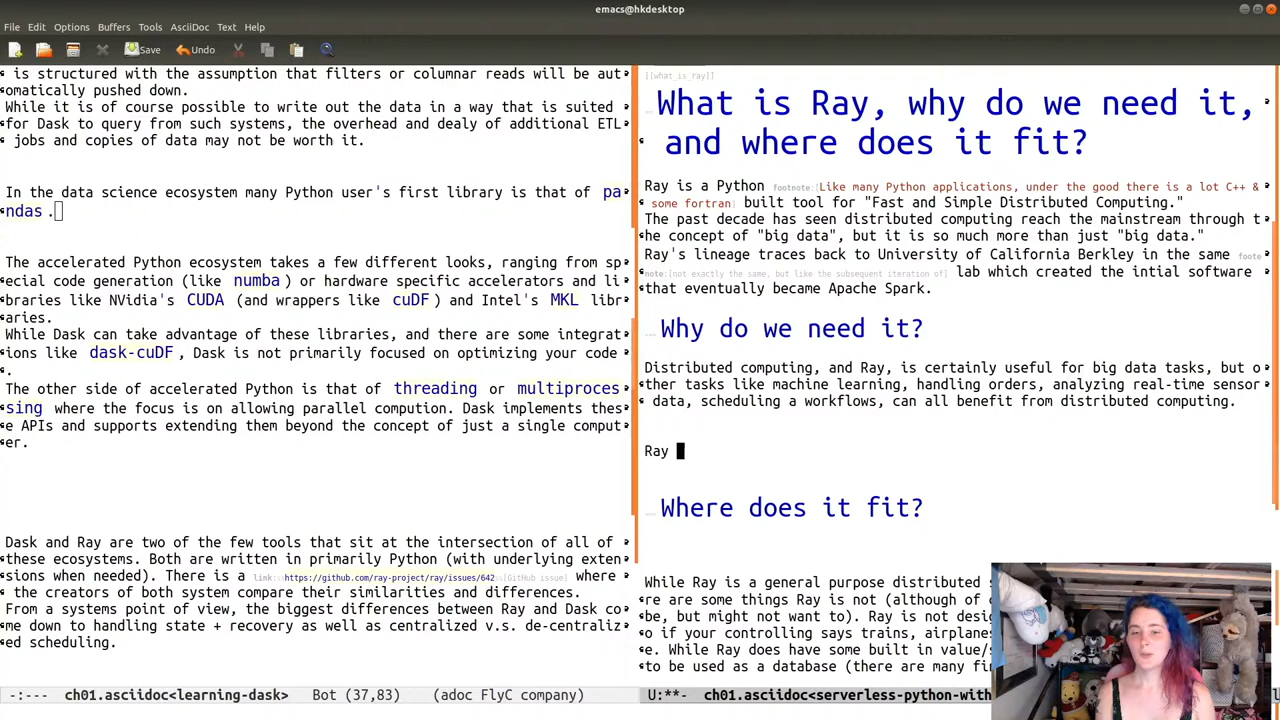 emacs@hkdesktop
File Edit Options Buffers Tools AsciiDoc Text Help
Save Undo
is structured with the assumption that filters or columnar reads will be aut
omatically pushed down.
While it is of course possible to write out the data in a way that is suited
for Dask to query from such systems, the overhead and dealy of additional ETL
jobs and copies of data may not be worth it.
In the data science ecosystem many Python user's first library is that of pa
ndas.
The accelerated Python ecosystem takes a few different looks, ranging from sp
ecial code generation (like numba) or hardware specific accelerators and li
braries like NVidia's CUDA (and wrappers like cuDF) and Intel's MKL libr
aries.
While Dask can take advantage of these libraries, and there are some integrat
ions like dask-cuDF, Dask is not primarily focused on optimizing your code
.
The other side of accelerated Python is that of threading or multiproces
sing where the focus is on allowing parallel compution. Dask implements thes
e APIs and supports extending them beyond the concept of just a single comput
er.
Dask and Ray are two of the few tools that sit at the intersection of all of
these ecosystems. Both are written in primarily Python (with underlying exten
sions when needed). There is a link: https://github.com/ray-project/ray/issues/642 [GitHub issue] where
the creators of both system compare their similarities and differences.
From a systems point of view, the biggest differences between Ray and Dask co
me down to handling state + recovery as well as centralized v.s. de-centraliz
ed scheduling.
-:--- ch01.asciidoc<learning-dask> Bot (37,83) (adoc FlyC company)
[[what_is_ray]]
What is Ray, why do we need it,
and where does it fit?
Ray is a Python footnote:[Like many Python applications, under the good there is a lot C++ &
some fortran] built tool for "Fast and Simple Distributed Computing."
The past decade has seen distributed computing reach the mainstream through t
he concept of "big data", but it is so much more than just "big data."
Ray's lineage traces back to University of California Berkley in the same foote
note:[not exactly the same, but like the subsequent iteration of] lab which created the intial software
that eventually became Apache Spark.
Why do we need it?
Distributed computing, and Ray, is certainly useful for big data tasks, but o
ther tasks like machine learning, handling orders, analyzing real-time sensor
data, scheduling a workflows, can all benefit from distributed computing.
Ray
Where does it fit?
While Ray is a general purpose distributed
re are some things Ray is not (although of
be, but might not want to). Ray is not desi
o if your controlling says trains, airplane
e. While Ray does have some built in value/
to be used as a database (there are many fi
U:**- ch01.asciidoc<serverless-python-with